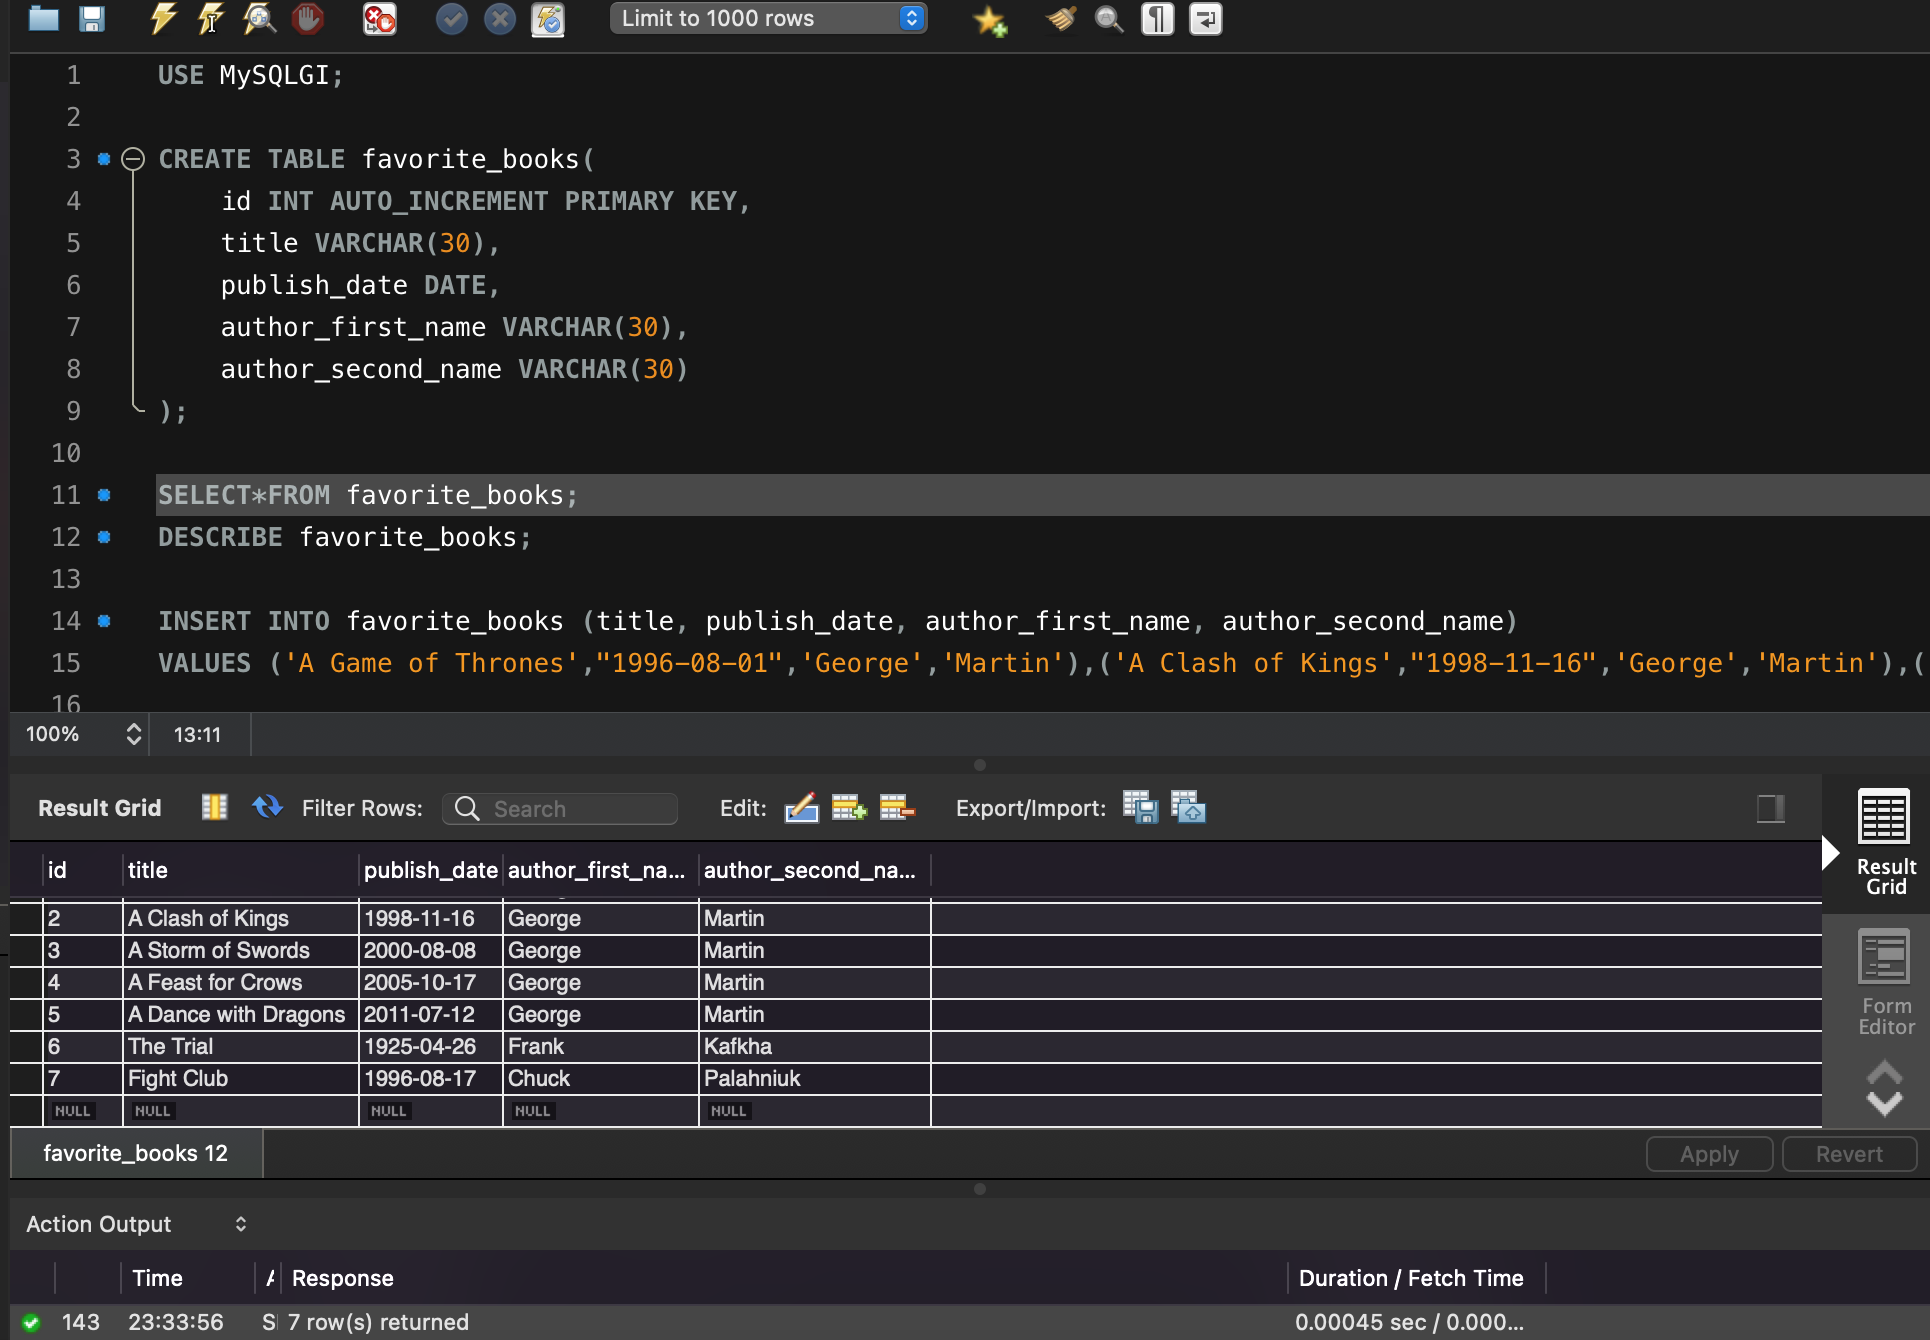 Limit to 1000 rows
1 USE MySQLGI;
2
3 CREATE TABLE favorite_books(
4 id INT AUTO_INCREMENT PRIMARY KEY,
5 title VARCHAR(30),
6 publish_date DATE,
7 author_first_name VARCHAR(30),
8 author_second_name VARCHAR(30)
9 );
10
11 SELECT*FROM favorite_books;
12 DESCRIBE favorite_books;
13
14 INSERT INTO favorite_books (title, publish_date, author_first_name, author_second_name)
15 VALUES ('A Game of Thrones',"1996-08-01",'George','Martin'),('A Clash of Kings',"1998-11-16",'George','Martin'),(
16
100% 13:11
Result Grid Filter Rows: Search Edit: Export/Import:
id title publish_date author_first_na... author_second_na...
2 A Clash of Kings 1998-11-16 George Martin
3 A Storm of Swords 2000-08-08 George Martin
4 A Feast for Crows 2005-10-17 George Martin
5 A Dance with Dragons 2011-07-12 George Martin
6 The Trial 1925-04-26 Frank Kafkha
7 Fight Club 1996-08-17 Chuck Palahniuk
NULL NULL NULL NULL NULL
Result
Grid
Form
Editor
favorite_books 12 Apply Revert
Action Output
Time A Response Duration / Fetch Time
143 23:33:56 S 7 row(s) returned 0.00045 sec / 0.000...